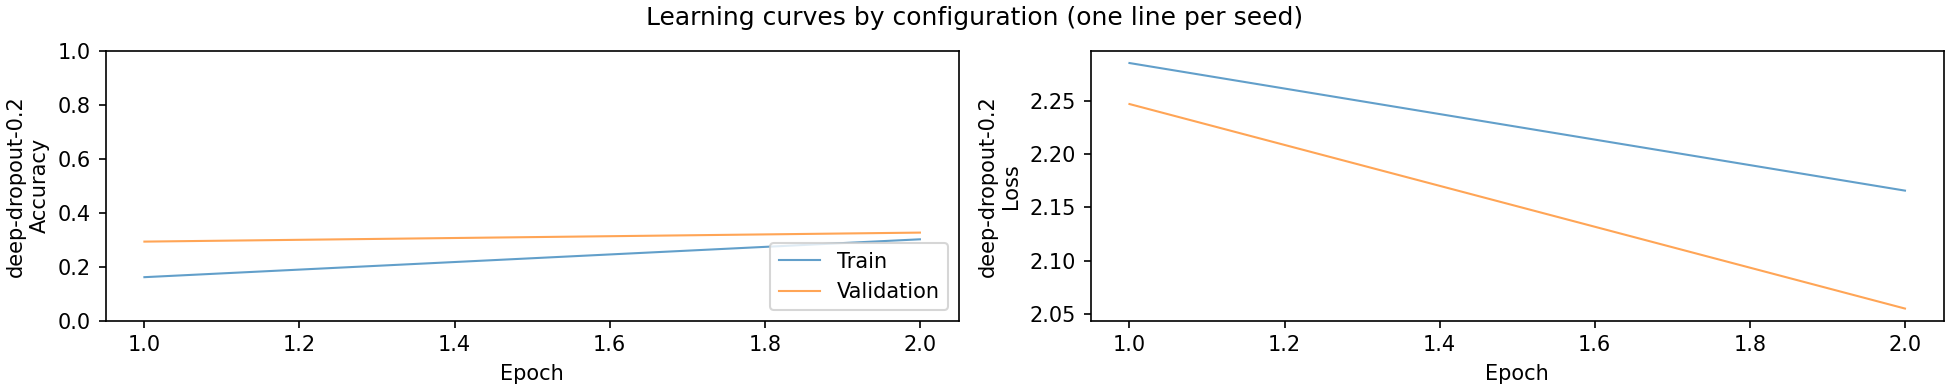 Learning curves by configuration (one line per seed)
deep-dropout-0.2
Accuracy
1.0
0.8
0.6
0.4
0.2
0.0
1.0 1.2 1.4 1.6 1.8 2.0
Epoch
Train
Validation
deep-dropout-0.2
Loss
2.25
2.20
2.15
2.10
2.05
1.0 1.2 1.4 1.6 1.8 2.0
Epoch